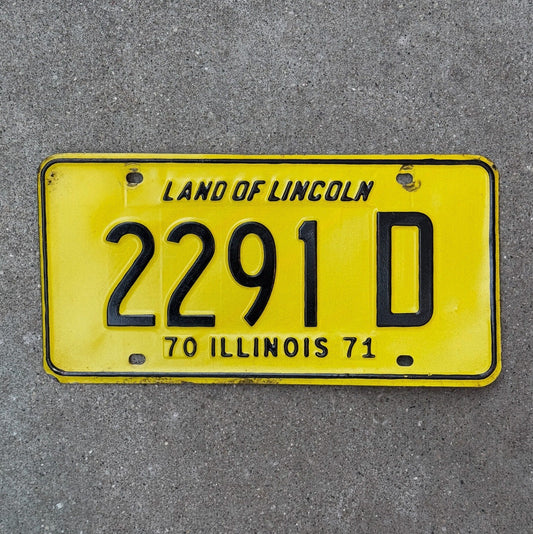 LAND OF LINCOLN
2291 D
70 ILLINOIS 71